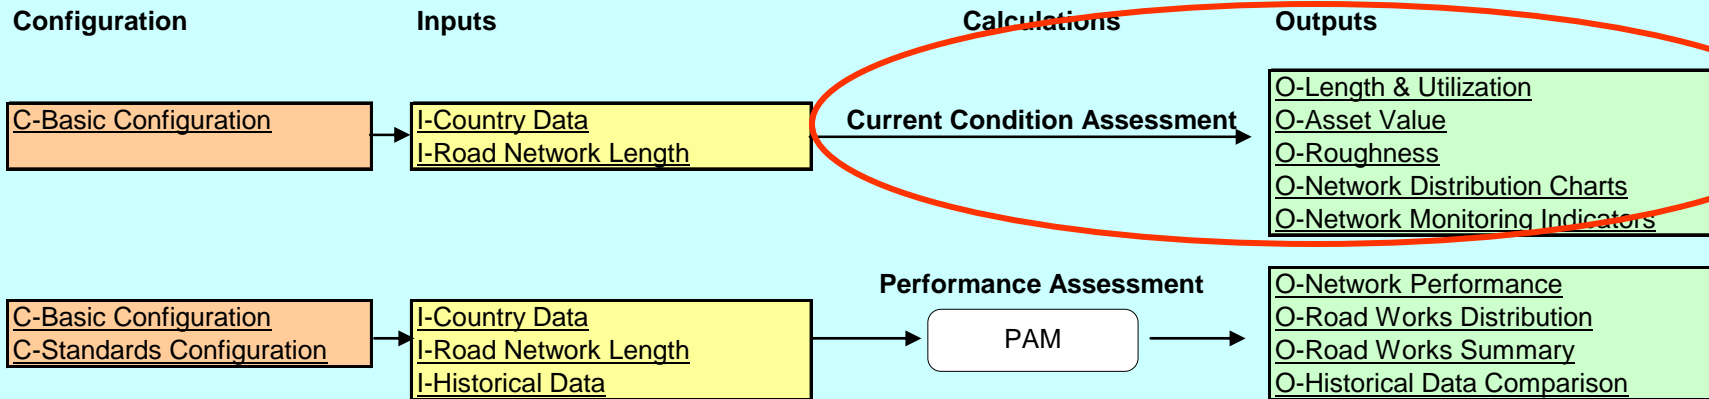 Configuration Inputs Calculations Outputs
C-Basic Configuration
I-Country Data
I-Road Network Length
Current Condition Assessment
O-Length & Utilization
O-Asset Value
O-Roughness
O-Network Distribution Charts
O-Network Monitoring Indicators
C-Basic Configuration
C-Standards Configuration
I-Country Data
I-Road Network Length
I-Historical Data
Performance Assessment
PAM
O-Network Performance
O-Road Works Distribution
O-Road Works Summary
O-Historical Data Comparison